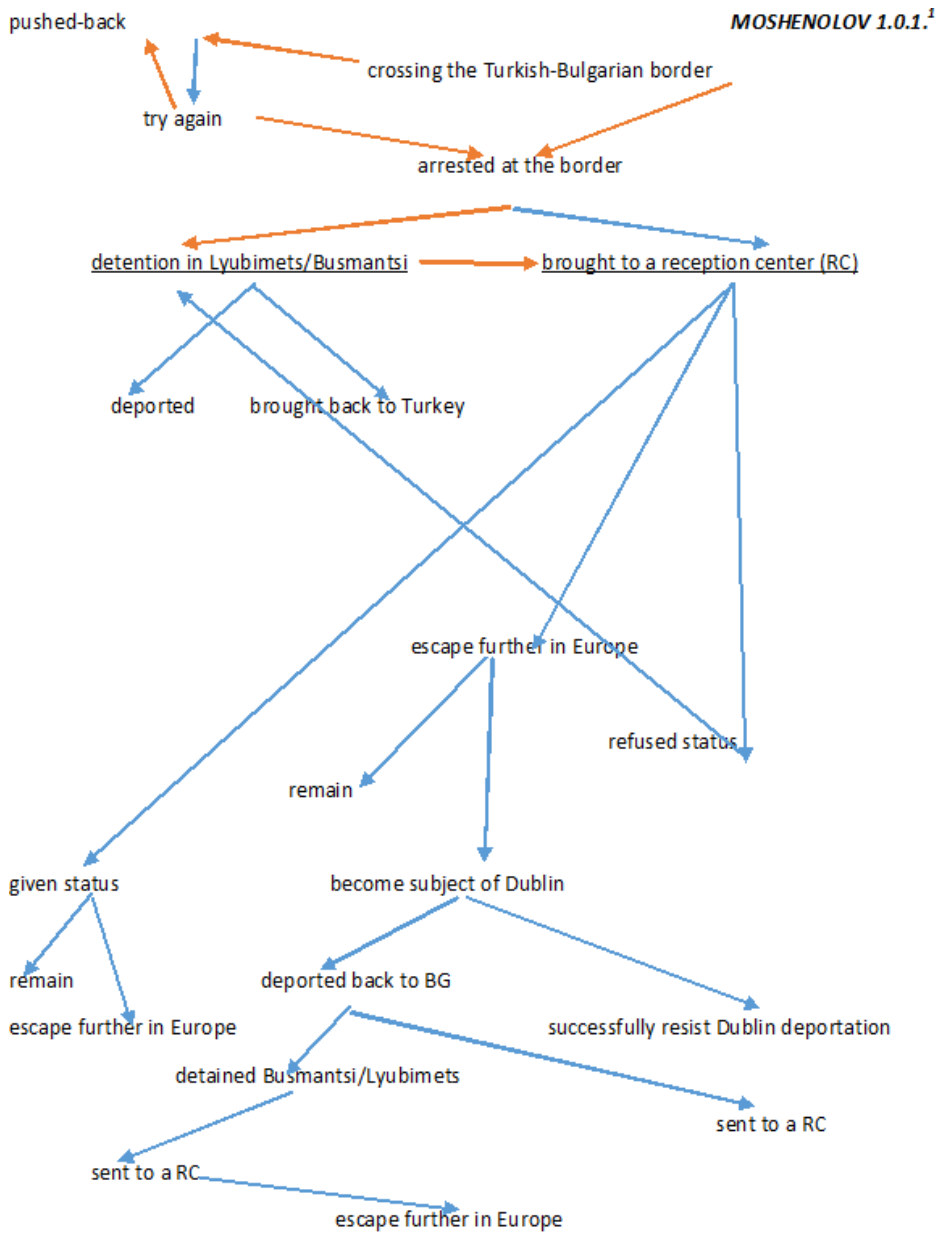 pushed-back
MOSHENOLOV 1.0.1.¹
crossing the Turkish-Bulgarian border
try again
arrested at the border
detention in Lyubimets/Busmantsi
brought to a reception center (RC)
deported
brought back to Turkey
escape further in Europe
refused status
remain
given status
become subject of Dublin
remain
deported back to BG
escape further in Europe
successfully resist Dublin deportation
detained Busmantsi/Lyubimets
sent to a RC
sent to a RC
escape further in Europe